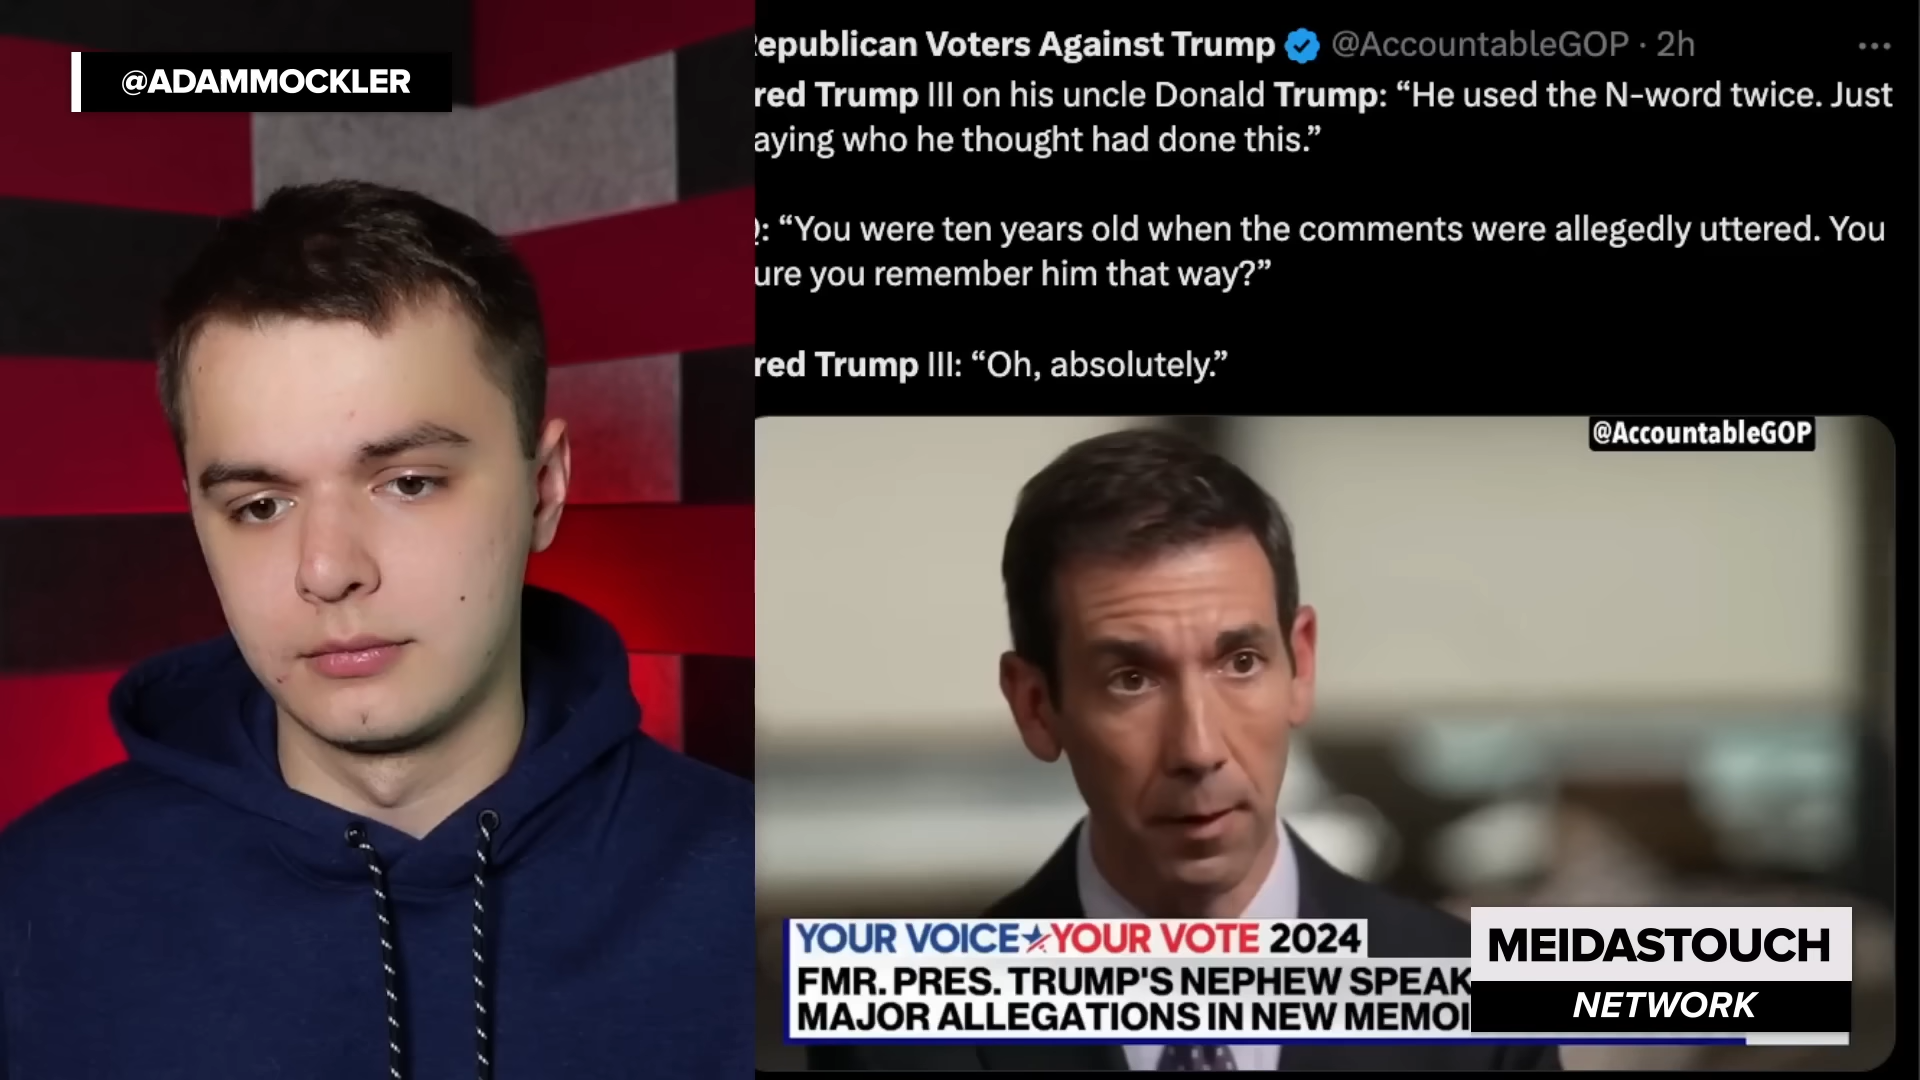 @ADAMMOCKLER
epublican Voters Against Trump @AccountableGOP · 2h
red Trump III on his uncle Donald Trump: “He used the N-word twice. Just
aying who he thought had done this.”
: “You were ten years old when the comments were allegedly uttered. You
ure you remember him that way?”
red Trump III: “Oh, absolutely.”
@AccountableGOP
YOUR VOICE YOUR VOTE 2024
FMR. PRES. TRUMP'S NEPHEW SPEAK
MAJOR ALLEGATIONS IN NEW MEMOI
MEIDASTOUCH
NETWORK